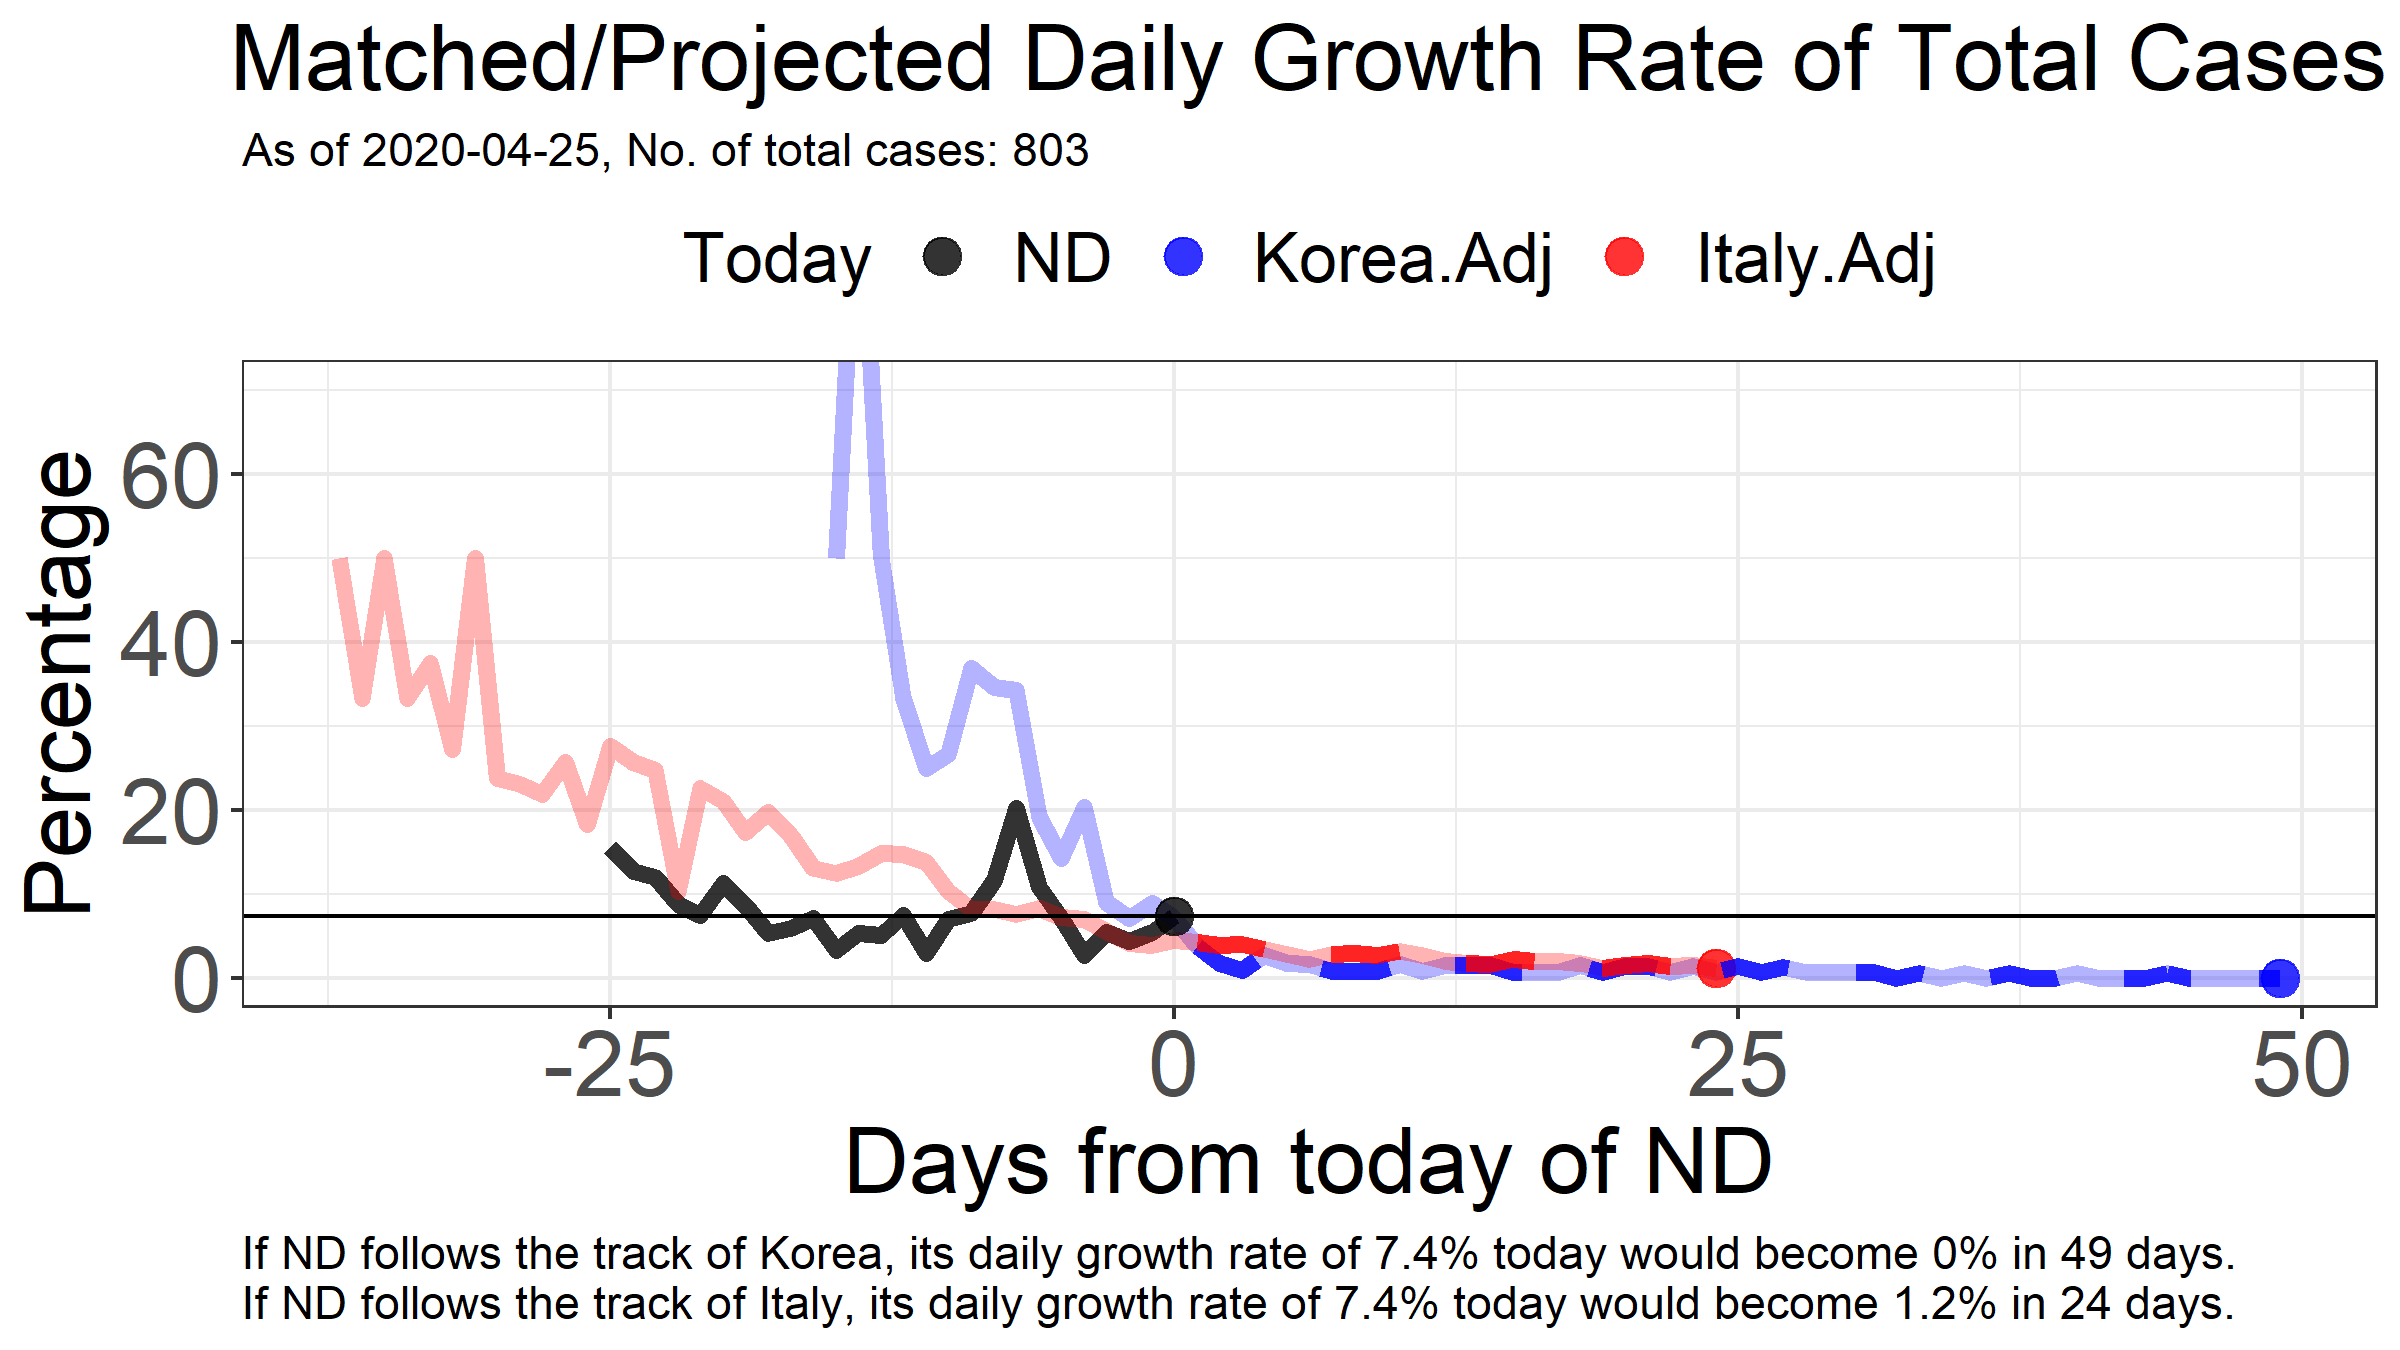 Matched/Projected Daily Growth Rate of Total Cases
As of 2020-04-25, No. of total cases: 803
Today ND Korea.Adj Italy.Adj
Percentage
60
40
20
0
-25 0 25 50
Days from today of ND
If ND follows the track of Korea, its daily growth rate of 7.4% today would become 0% in 49 days.
If ND follows the track of Italy, its daily growth rate of 7.4% today would become 1.2% in 24 days.